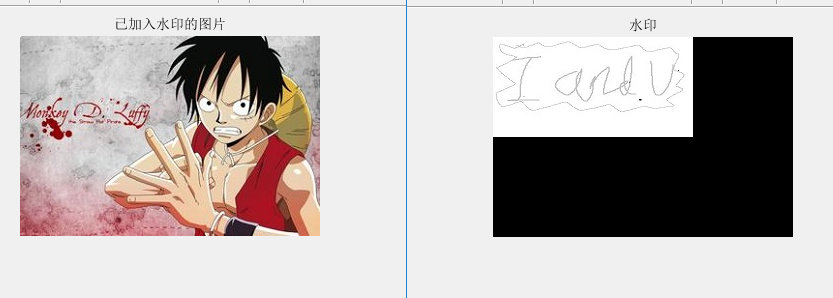 已加入水印的图片
Monkey D. Luffy
the Straw Hat Pirate
水印
I and U